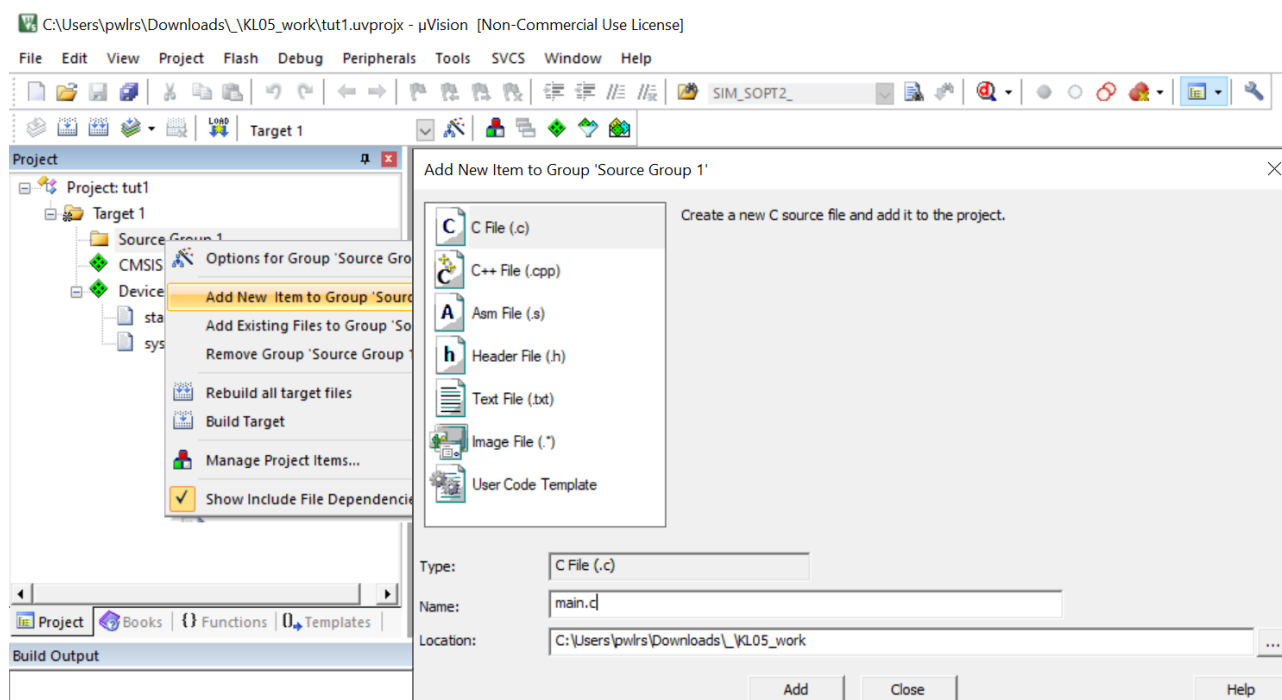 C:\Users\pwlrs\Downloads\_\KL05_work\tut1.uvprojx - µVision [Non-Commercial Use License]
File Edit View Project Flash Debug Peripherals Tools SVCS Window Help
SIM_SOPT2_
LOAD Target 1
Project
Project: tut1
Target 1
Source Group 1
CMSIS
Device
sta
sys
Options for Group 'Source Gro
Add New Item to Group 'Sourc
Add Existing Files to Group 'So
Remove Group 'Source Group 1
Rebuild all target files
Build Target
Manage Project Items...
Show Include File Dependencie
Project Books {} Functions Templates
Build Output
Add New Item to Group 'Source Group 1'
C C File (.c)
C++ C++ File (.cpp)
A Asm File (.s)
h Header File (.h)
Text File (.txt)
Image File (.*)
User Code Template
Create a new C source file and add it to the project.
Type: C File (.c)
Name: main.c
Location: C:\Users\pwlrs\Downloads\_\KL05_work ...
Add Close Help